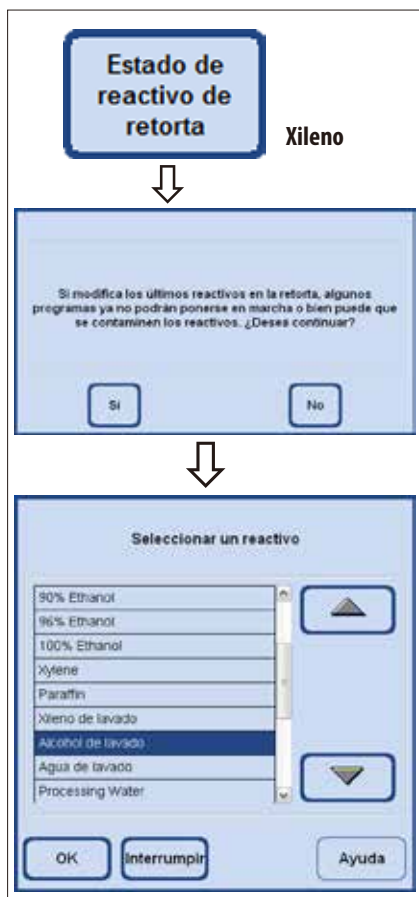 Estado de
reactivo de
retorta
Xileno
Si modifica los últimos reactivos en la retorta, algunos
programas ya no podrán ponerse en marcha o bien puede que
se contaminen los reactivos. ¿Desea continuar?
Si
No
Seleccionar un reactivo
90% Ethanol
96% Ethanol
100% Ethanol
Xylene
Paraffin
Xileno de lavado
Alcohol de lavado
Agua de lavado
Processing Water
OK
Interrumpir
Ayuda